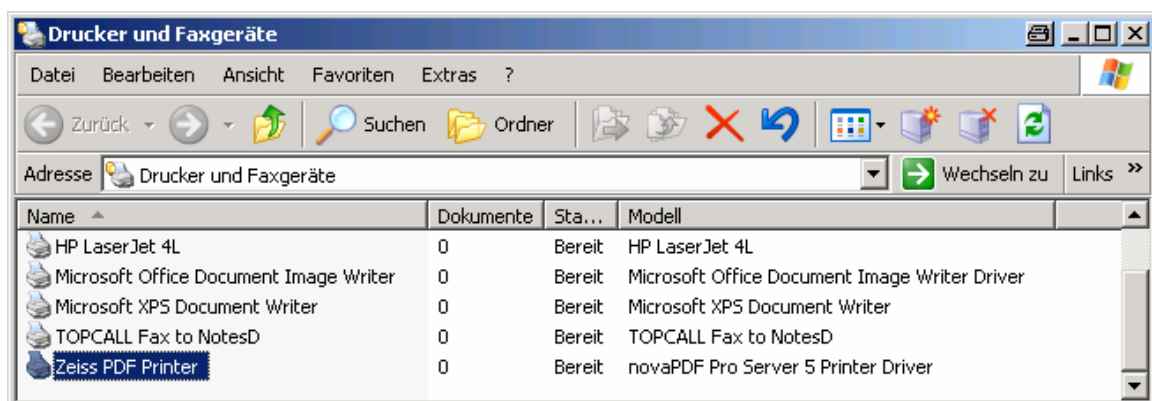 Drucker und Faxgeräte
Datei Bearbeiten Ansicht Favoriten Extras ?
Zurück Suchen Ordner
Adresse Drucker und Faxgeräte Wechseln zu Links »
Name Dokumente Sta... Modell
HP LaserJet 4L 0 Bereit HP LaserJet 4L
Microsoft Office Document Image Writer 0 Bereit Microsoft Office Document Image Writer Driver
Microsoft XPS Document Writer 0 Bereit Microsoft XPS Document Writer
TOPCALL Fax to NotesD 0 Bereit TOPCALL Fax to NotesD
Zeiss PDF Printer 0 Bereit novaPDF Pro Server 5 Printer Driver